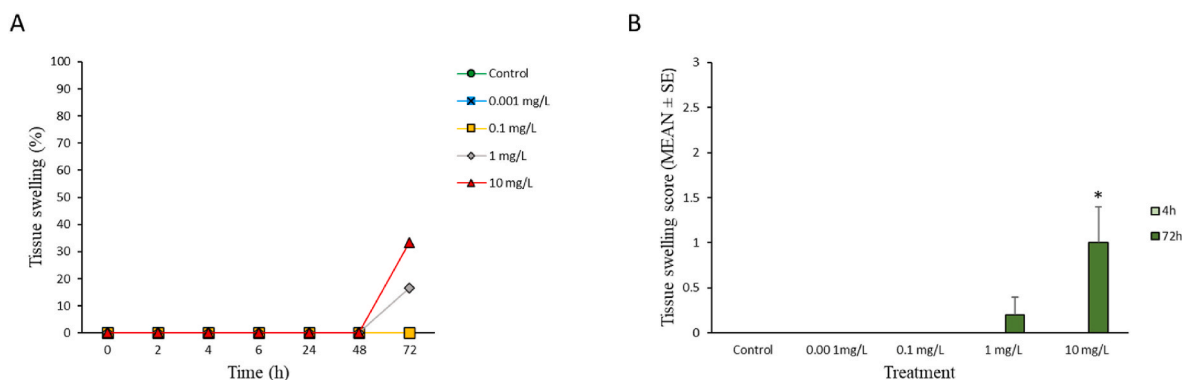 A
Tissue swelling (%)
100
90
80
70
60
50
40
30
20
10
0
0 2 4 6 24 48 72
Time (h)
Control
0.001 mg/L
0.1 mg/L
1 mg/L
10 mg/L
B
Tissue swelling score (MEAN ± SE)
3
2.5
2
1.5
1
0.5
0
*
Control 0.001mg/L 0.1 mg/L 1 mg/L 10 mg/L
Treatment
4h
72h